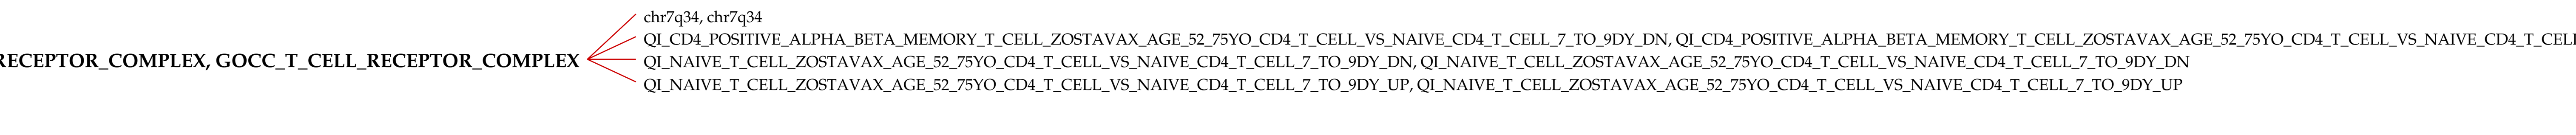 chr7q34, chr7q34
QI_CD4_POSITIVE_ALPHA_BETA_MEMORY_T_CELL_ZOSTAVAX_AGE_52_75YO_CD4_T_CELL_VS_NAIVE_CD4_T_CELL_7_TO_9DY_DN, QI_CD4_POSITIVE_ALPHA_BETA_MEMORY_T_CELL_ZOSTAVAX_AGE_52_75YO_CD4_T_CELL_VS_NAIVE_CD4_T_CELL
RECEPTOR_COMPLEX, GOCC_T_CELL_RECEPTOR_COMPLEX
QI_NAIVE_T_CELL_ZOSTAVAX_AGE_52_75YO_CD4_T_CELL_VS_NAIVE_CD4_T_CELL_7_TO_9DY_DN, QI_NAIVE_T_CELL_ZOSTAVAX_AGE_52_75YO_CD4_T_CELL_VS_NAIVE_CD4_T_CELL_7_TO_9DY_DN
QI_NAIVE_T_CELL_ZOSTAVAX_AGE_52_75YO_CD4_T_CELL_VS_NAIVE_CD4_T_CELL_7_TO_9DY_UP, QI_NAIVE_T_CELL_ZOSTAVAX_AGE_52_75YO_CD4_T_CELL_VS_NAIVE_CD4_T_CELL_7_TO_9DY_UP